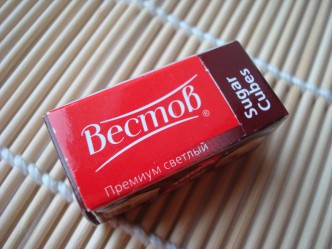 Вестов®
Премиум светлый
Sugar
Cubes